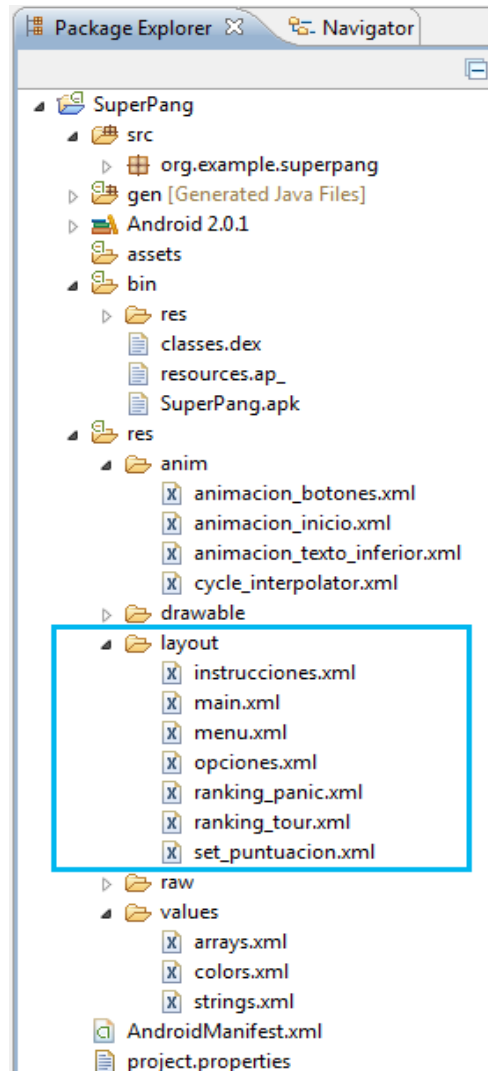 Package Explorer Navigator
SuperPang
src
org.example.superpang
gen [Generated Java Files]
Android 2.0.1
assets
bin
res
classes.dex
resources.ap_
SuperPang.apk
res
anim
animacion_botones.xml
animacion_inicio.xml
animacion_texto_inferior.xml
cycle_interpolator.xml
drawable
layout
instrucciones.xml
main.xml
menu.xml
opciones.xml
ranking_panic.xml
ranking_tour.xml
set_puntuacion.xml
raw
values
arrays.xml
colors.xml
strings.xml
AndroidManifest.xml
project.properties